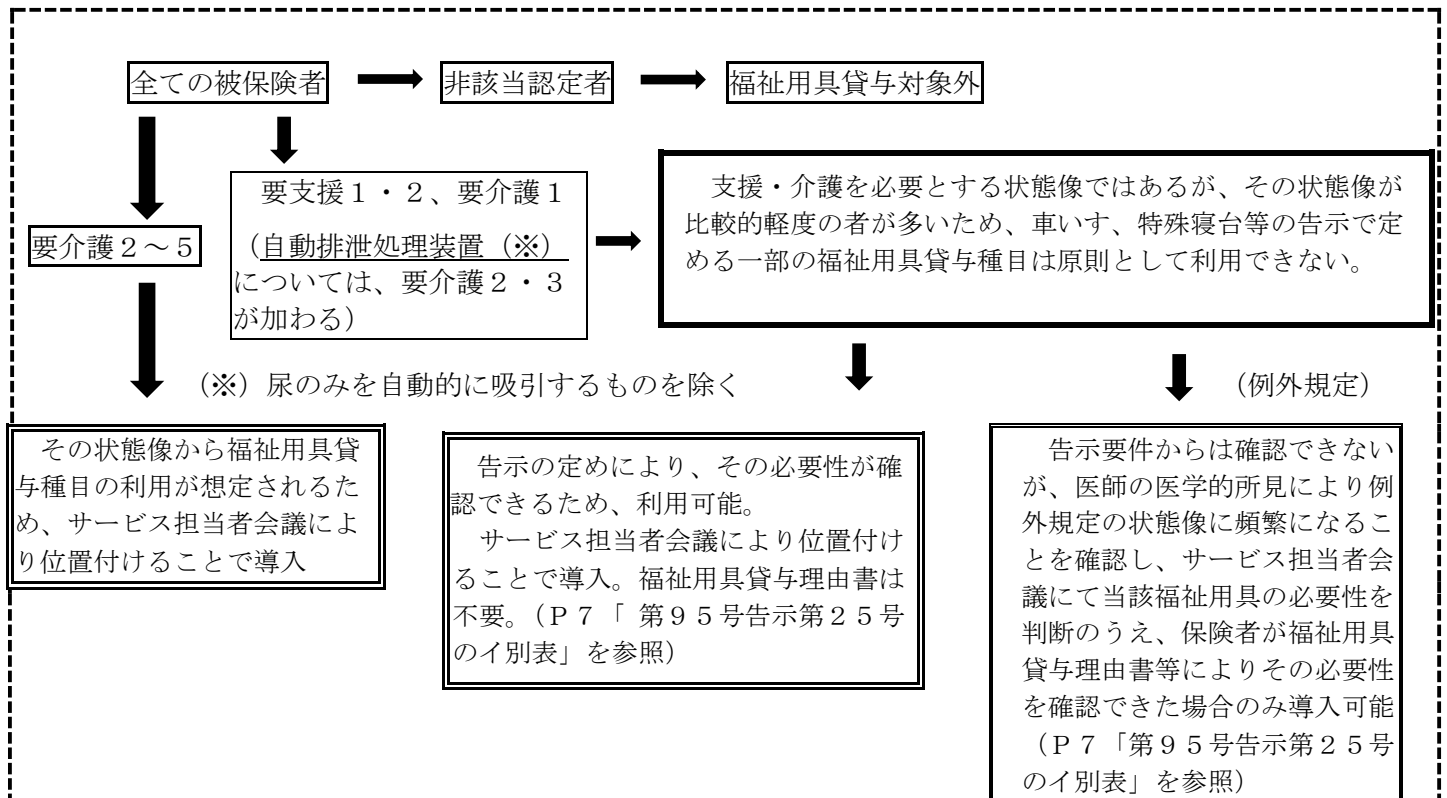 全ての被保険者
非該当認定者
福祉用具貸与対象外
要支援１・２、要介護１
（自動排泄処理装置（※）
については、要介護２・３
が加わる）
支援・介護を必要とする状態像ではあるが、その状態像が
比較的軽度の者が多いため、車いす、特殊寝台等の告示で定
める一部の福祉用具貸与種目は原則として利用できない。
要介護２～５
（※）尿のみを自動的に吸引するものを除く
（例外規定）
その状態像から福祉用具貸
与種目の利用が想定されるた
め、サービス担当者会議によ
り位置付けることで導入
告示の定めにより、その必要性が確
認できるため、利用可能。
サービス担当者会議により位置付け
ることで導入。福祉用具貸与理由書は
不要。（Ｐ７「 第９５号告示第２５号
のイ別表」を参照）
告示要件からは確認できない
が、医師の医学的所見により例
外規定の状態像に頻繁になるこ
とを確認し、サービス担当者会
議にて当該福祉用具の必要性を
判断のうえ、保険者が福祉用具
貸与理由書等によりその必要性
を確認できた場合のみ導入可能
（Ｐ７「第９５号告示第２５号
のイ別表」を参照）